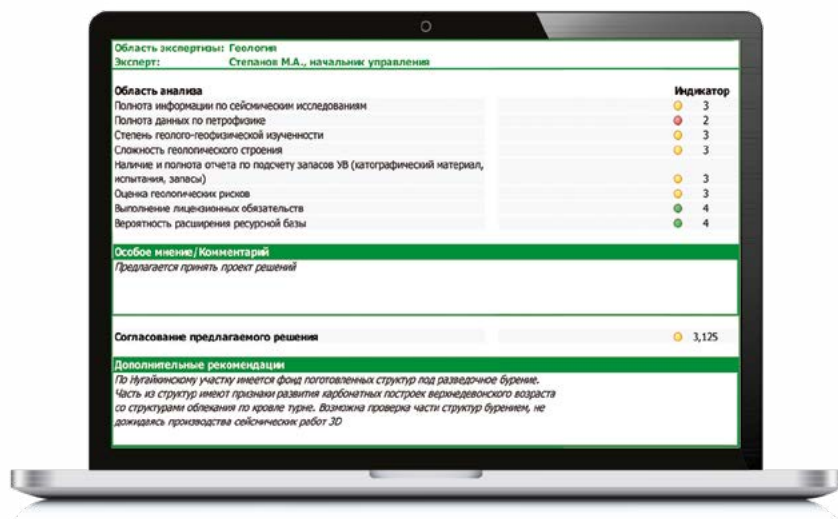 Область экспертизы: Геология
Эксперт: Степанов М.А., начальник управления
Область анализа Индикатор
Полнота информации по сейсмическим исследованиям 3
Полнота данных по петрофизике 2
Степень геолого-геофизической изученности 3
Сложность геологического строения 3
Наличие и полнота отчета по подсчету запасов УВ (катографический материал,
испытания, запасы) 3
Оценка геологических рисков 3
Выполнение лицензионных обязательств 4
Вероятность расширения ресурсной базы 4
Особое мнение/Комментарий
Предлагается принять проект решений
Согласование предлагаемого решения 3,125
Дополнительные рекомендации
По Нугайкинскому участку имеется фонд поготовленных структур под разведочное бурение.
Часть из структур имеют признаки развития карбонатных построек верхнедевонского возраста
со структурами облекания по кровле турне. Возможна проверка части структур бурением, не
дожидаясь производства сейсмических работ 3D